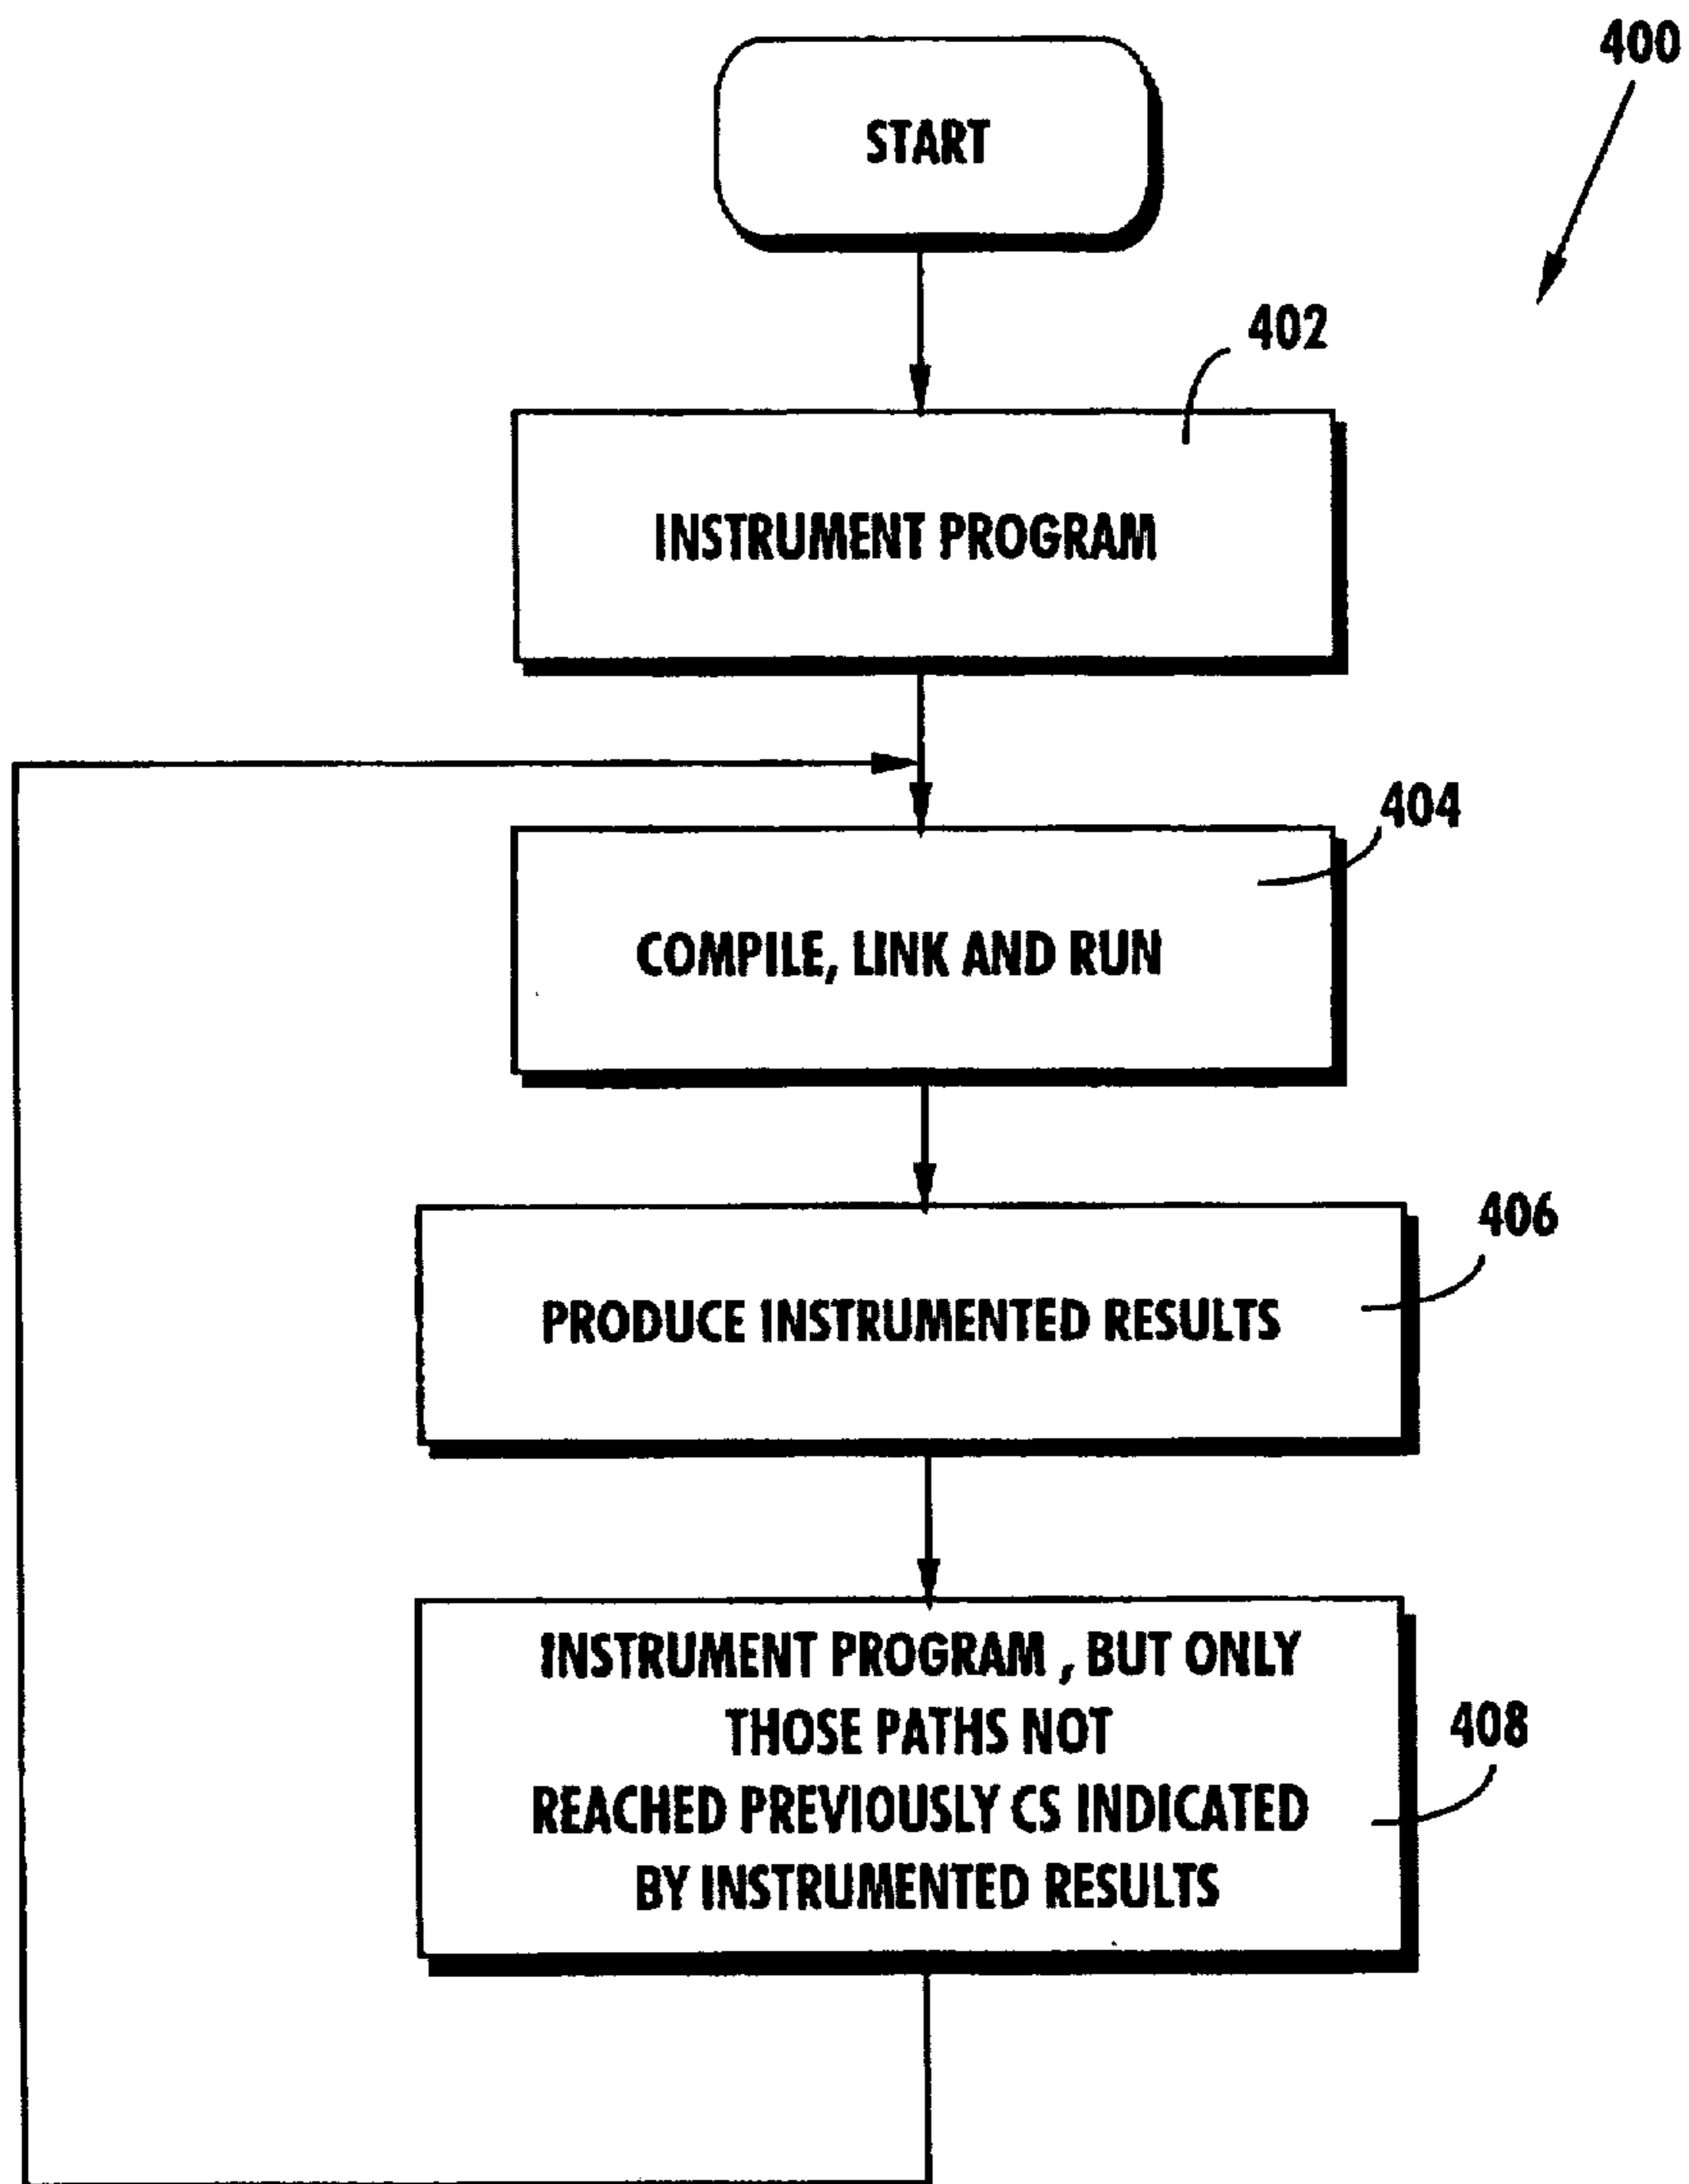 400
START
402
INSTRUMENT PROGRAM
404
COMPILE, LINK AND RUN
406
PRODUCE INSTRUMENTED RESULTS
408
INSTRUMENT PROGRAM , BUT ONLY
THOSE PATHS NOT
REACHED PREVIOUSLY CS INDICATED
BY INSTRUMENTED RESULTS